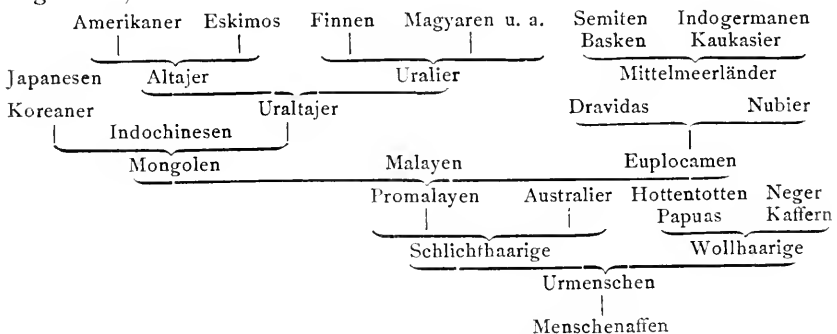 Amerikaner Eskimos Finnen Magyaren u. a. Semiten Indogermanen
Basken Kaukasier
Japanesen Altajer Uralier Mittelmeerländer
Koreaner Uraltajer Dravidas Nubier
Indochinesen
Mongolen Malayen Euplocamen
Promalayen Australier Hottentotten Neger
Papuas Kaffern
Schlichthaarige Wollhaarige
Urmenschen
Menschenaffen